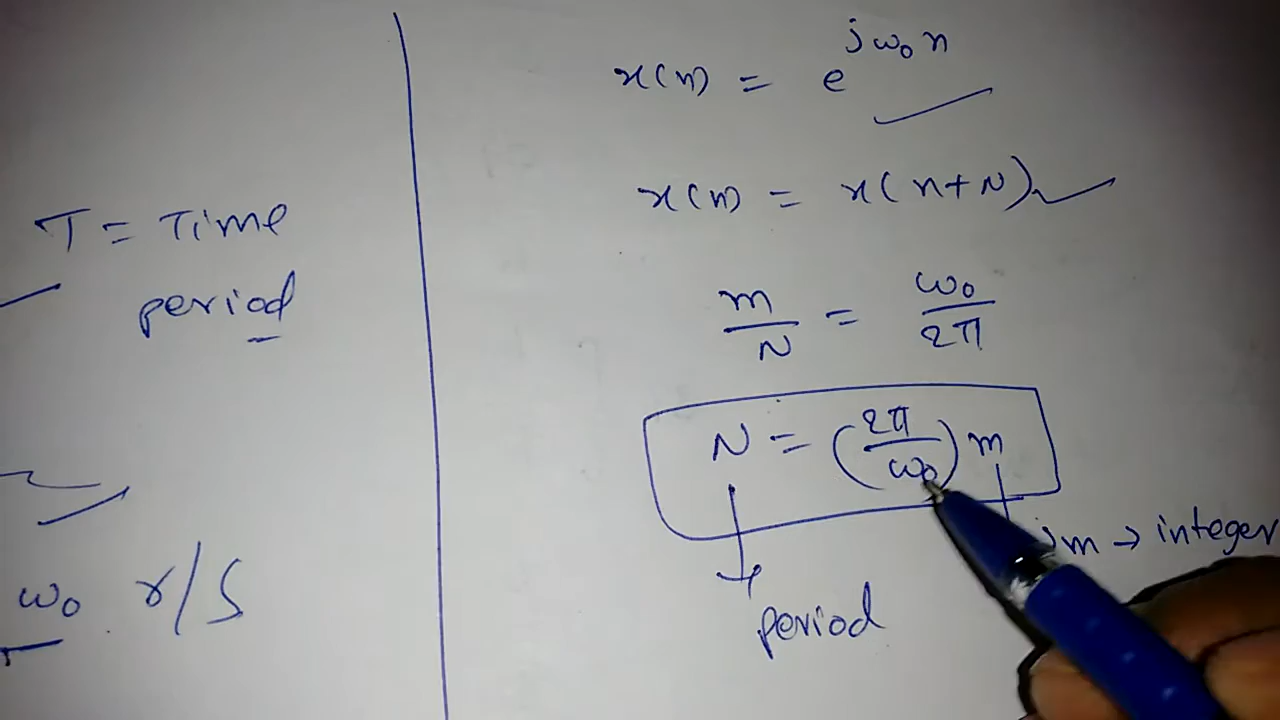 T = Time
period
ω₀ r/s
x(n) = e^{jω₀n}
x(n) = x(n+N)
m/N = ω₀/2π
N = (2π/ω₀) m
m → integer
period